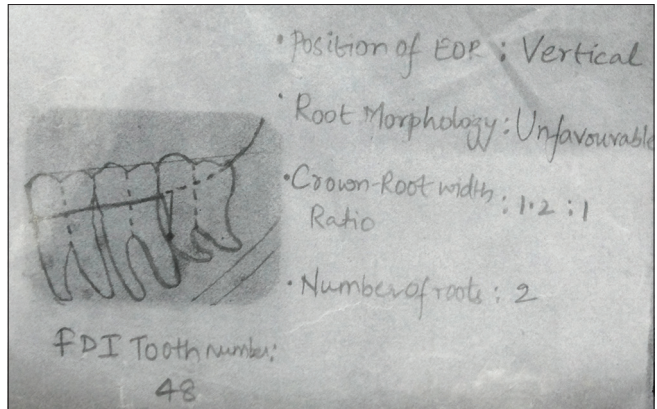 • Position of EOR : Vertical
• Root Morphology : Unfavourable
• Crown-Root width : 1.2 : 1
Ratio
• Number of roots : 2
FDI Tooth number:
48